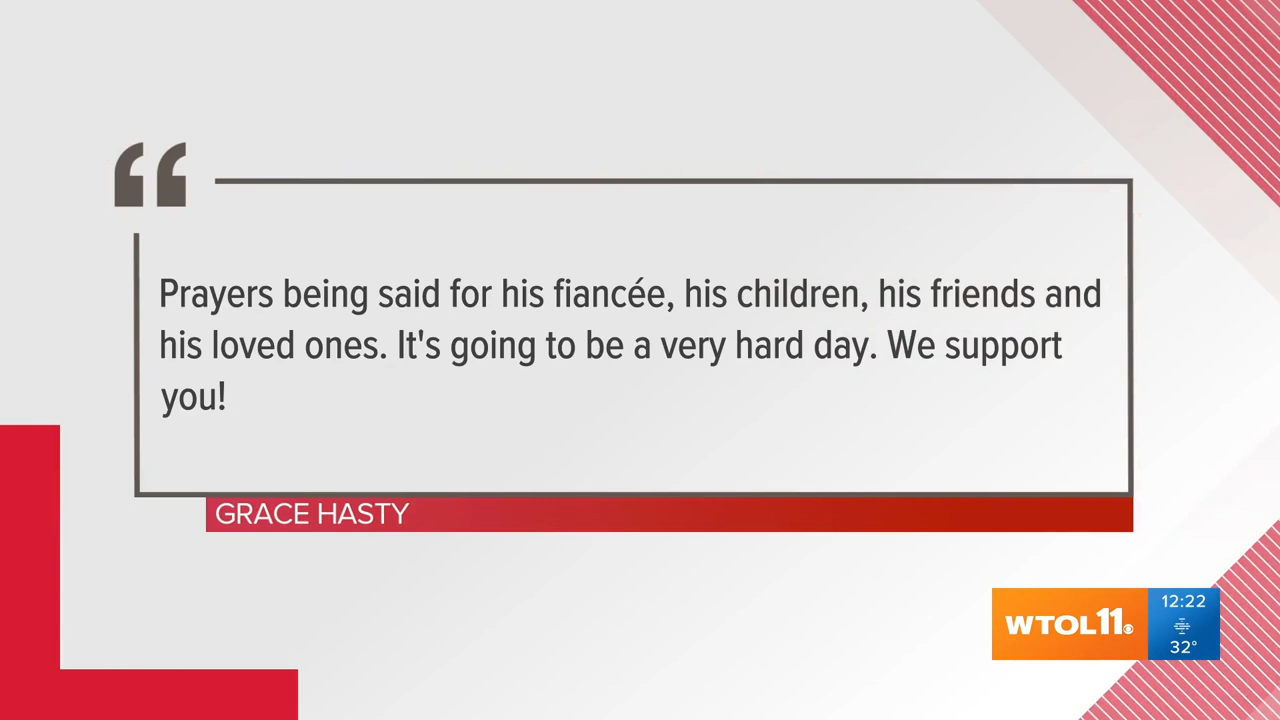 Prayers being said for his fiancée, his children, his friends and
his loved ones. It's going to be a very hard day. We support
you!
GRACE HASTY
WTOL11
12:22
32°